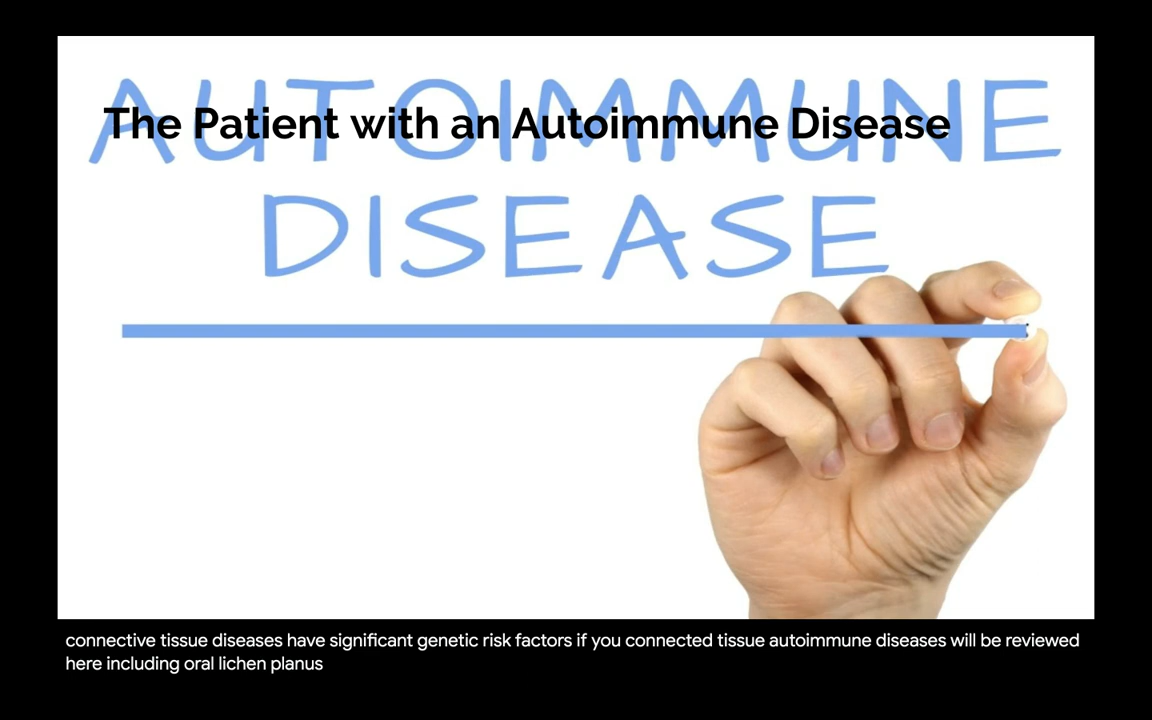 AUTOIMMUNE
The Patient with an Autoimmune Disease
DISEASE
connective tissue diseases have significant genetic risk factors if you connected tissue autoimmune diseases will be reviewed
here including oral lichen planus